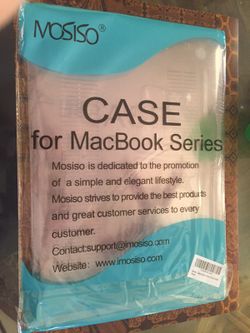 MOSISO®
CASE
for MacBook Series
Mosiso is dedicated to the promotion
of a simple and elegant lifestyle.
Mosiso strives to provide the best products
and great customer services to every
customer.
Contact:support@imosiso.com
Website: www.imosiso.com